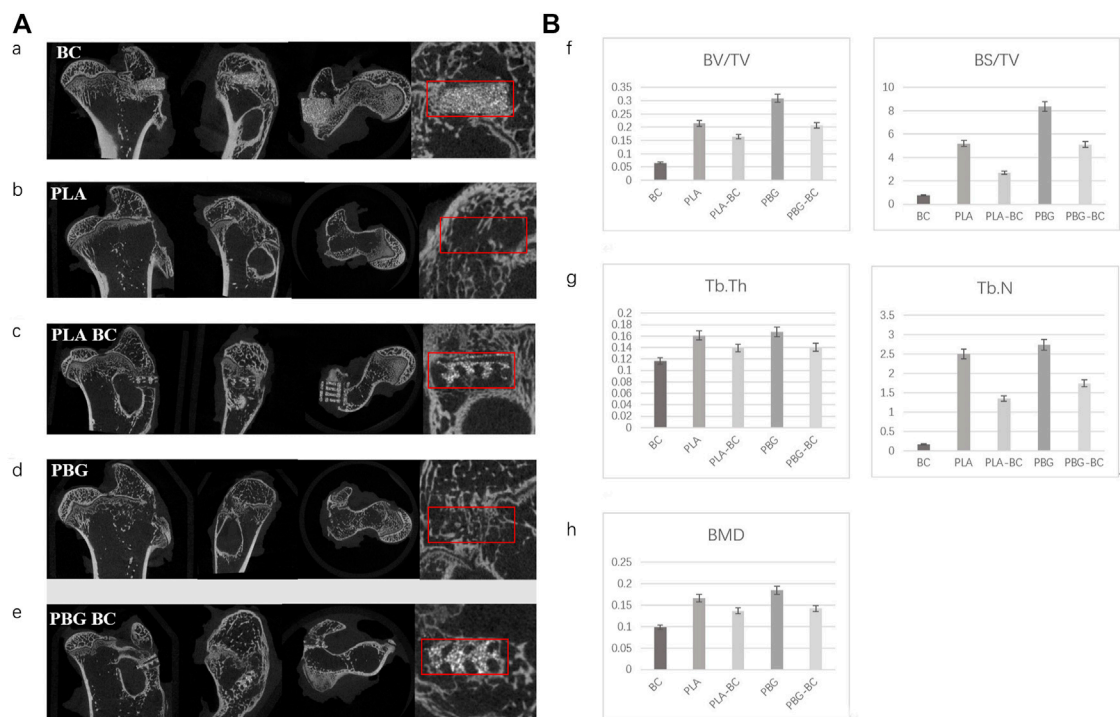 A
a
BC
b
PLA
c
PLA BC
d
PBG
e
PBG BC
B
f
BV/TV
0.35
0.3
0.25
0.2
0.15
0.1
0.05
0
BC PLA PLA-BC PBG PBG-BC
BS/TV
10
8
6
4
2
0
BC PLA PLA-BC PBG PBG-BC
g
Tb.Th
0.2
0.18
0.16
0.14
0.12
0.1
0.08
0.06
0.04
0.02
0
BC PLA PLA-BC PBG PBG-BC
Tb.N
3.5
3
2.5
2
1.5
1
0.5
0
BC PLA PLA-BC PBG PBG-BC
h
BMD
0.25
0.2
0.15
0.1
0.05
0
BC PLA PLA-BC PBG PBG-BC